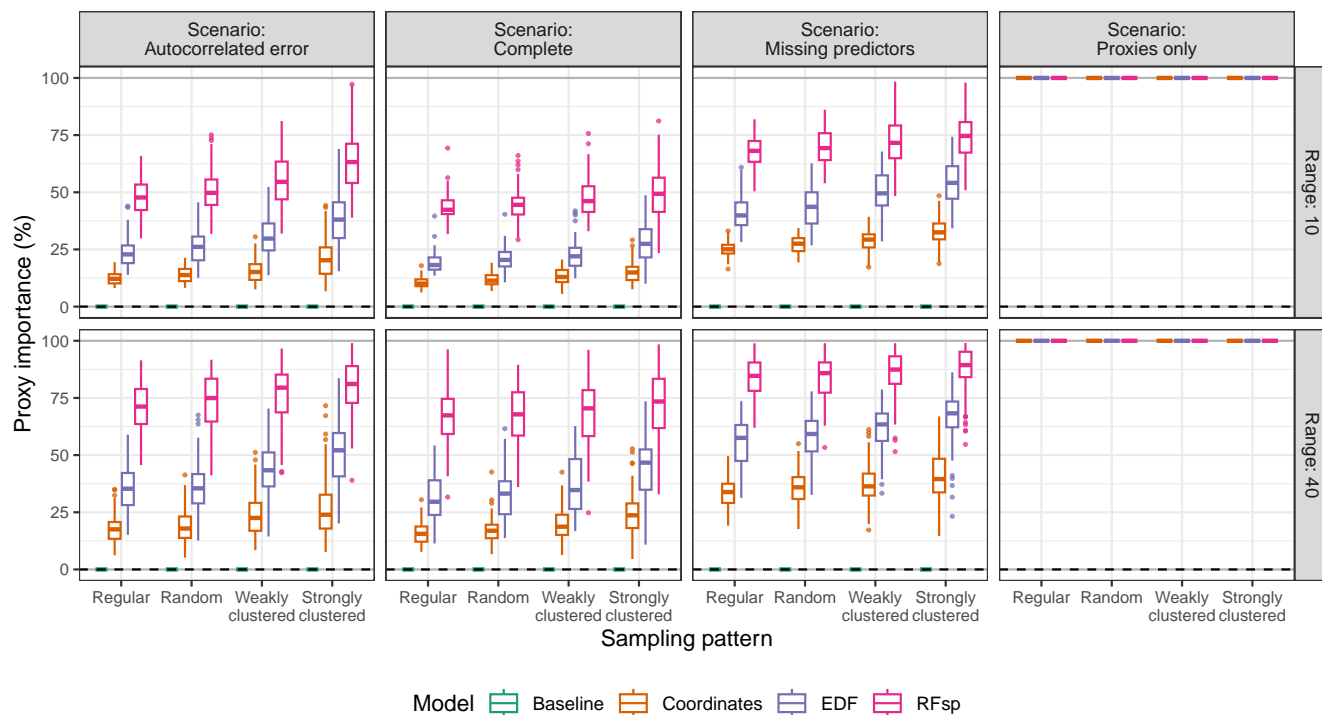 Scenario:
Autocorrelated error
Scenario:
Complete
Scenario:
Missing predictors
Scenario:
Proxies only
Proxy importance (%)
100
75
50
25
0
Range: 10
100
75
50
25
0
Range: 40
Regular Random Weakly clustered Strongly clustered
Regular Random Weakly clustered Strongly clustered
Regular Random Weakly clustered Strongly clustered
Regular Random Weakly clustered Strongly clustered
Sampling pattern
Model Baseline Coordinates EDF RFsp